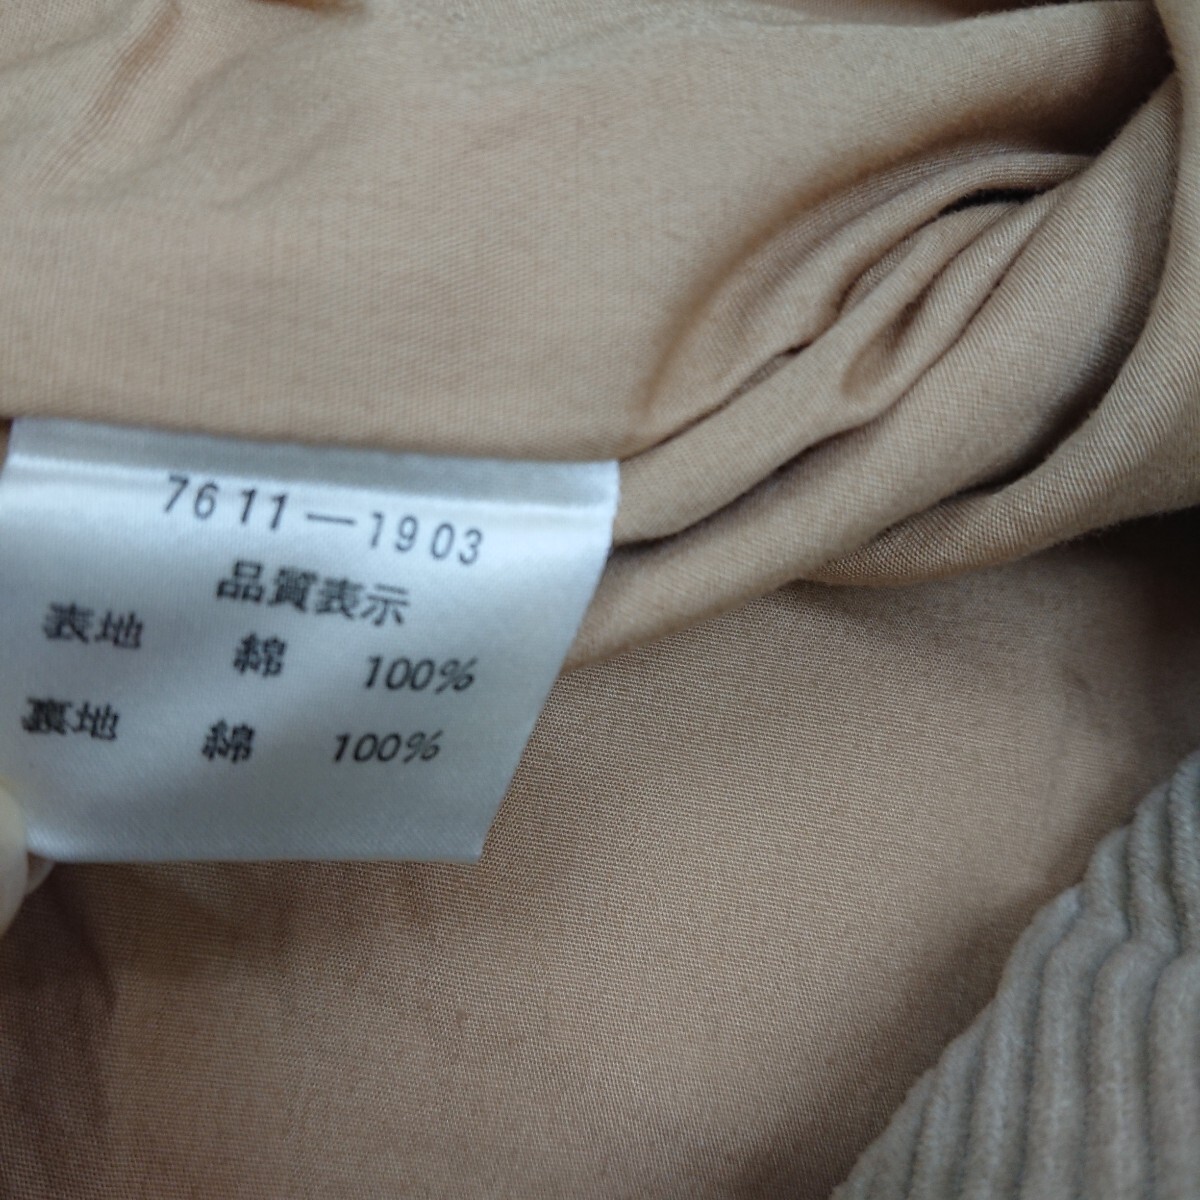 7611-1903
品質表示
表地 綿 100%
裏地 綿 100%